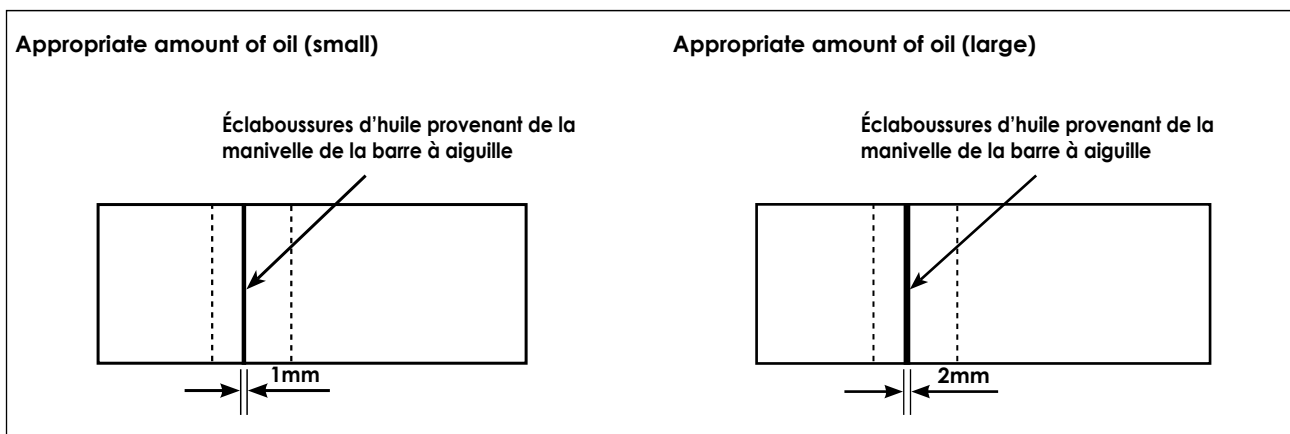 Appropriate amount of oil (small)
Éclaboussures d’huile provenant de la
manivelle de la barre à aiguille
1mm
Appropriate amount of oil (large)
Éclaboussures d’huile provenant de la
manivelle de la barre à aiguille
2mm